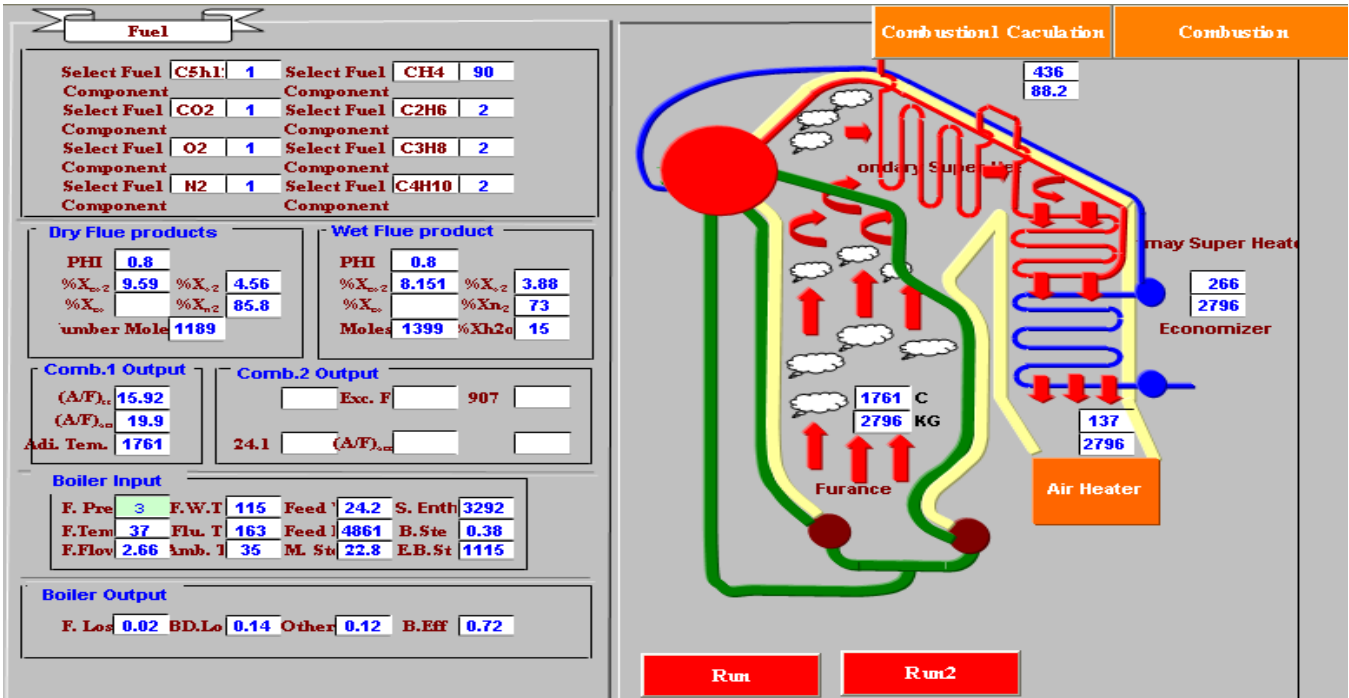 Fuel
Select Fuel C5h1 1 Select Fuel CH4 90
Component Component
Select Fuel CO2 1 Select Fuel C2H6 2
Component Component
Select Fuel O2 1 Select Fuel C3H8 2
Component Component
Select Fuel N2 1 Select Fuel C4H10 2
Component Component
Dry Flue products
PHI 0.8
%X 9.59 %X 4.56
%X %X 85.8
umber Mole 1189
Wet Flue product
PHI 0.8
%X 8.151 %X 3.88
%X %Xn2 73
Moles 1399 %Xh2o 15
Comb.1 Output
(A/F) 15.92
(A/F) 19.9
Adi. Tem. 1761
Comb.2 Output
Exc. F 907
24.1 (A/F)
Boiler Input
F. Pre 3 F.W.T 115 Feed 24.2 S. Enth 3292
F.Tem 37 Flu. T 163 Feed 4861 B.Ste 0.38
F.Flov 2.66 Amb. T 35 M. Ste 22.8 E.B.St 1115
Boiler Output
F. Los 0.02 BD.Lo 0.14 Other 0.12 B.Eff 0.72
Combustion1 Caculation
Combustion
436
88.2
ondary Super Hea
rnay Super Heate
266
2796
Economizer
1761 C
2796 KG
137
2796
Furance
Air Heater
Run
Run2